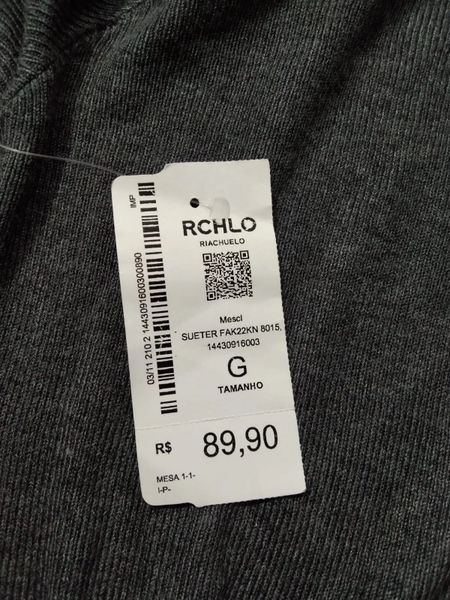 RCHLO
RIACHUELO
Mescl
SUETER FAK22KN 8015,
14430916003
G
TAMANHO
R$ 89,90
MESA 1-1-
I-P-
IMP
03/11 210 2 14430916003000890